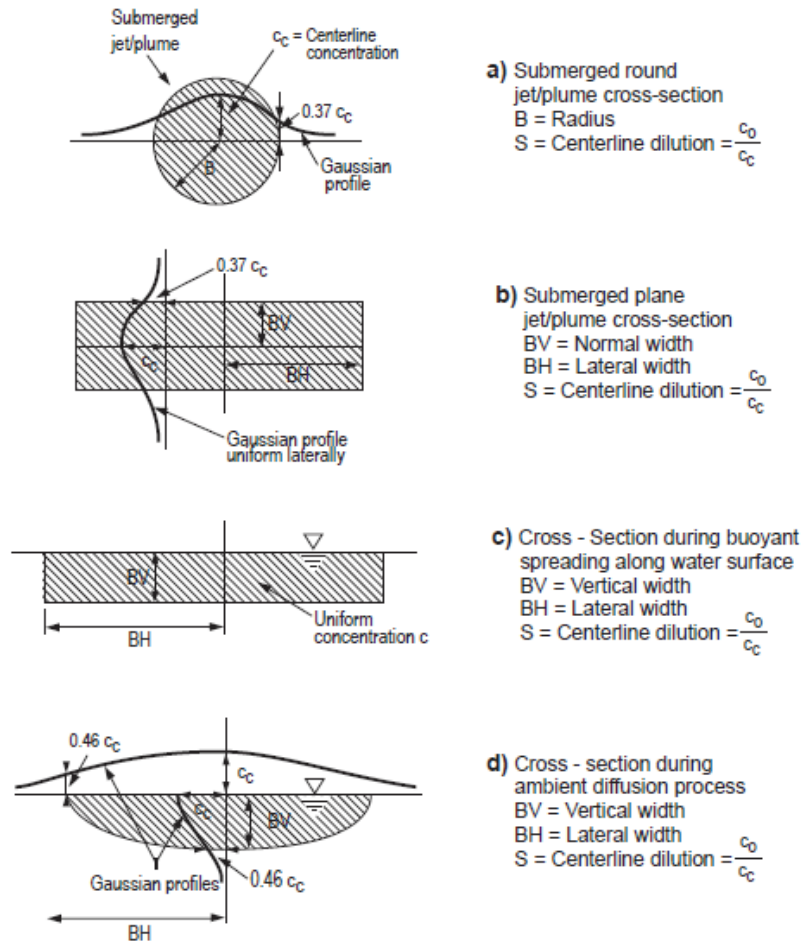 Submerged
jet/plume
c_c = Centerline
concentration
0.37 c_c
B
Gaussian
profile
a) Submerged round
jet/plume cross-section
B = Radius
S = Centerline dilution = c_o/c_c
0.37 c_c
BV
c_c
BH
Gaussian profile
uniform laterally
b) Submerged plane
jet/plume cross-section
BV = Normal width
BH = Lateral width
S = Centerline dilution = c_o/c_c
BV
BH
Uniform
concentration c
c) Cross - Section during buoyant
spreading along water surface
BV = Vertical width
BH = Lateral width
S = Centerline dilution = c_o/c_c
0.46 c_c
c_c
c_c
BV
Gaussian profiles
0.46 c_c
BH
d) Cross - section during
ambient diffusion process
BV = Vertical width
BH = Lateral width
S = Centerline dilution = c_o/c_c